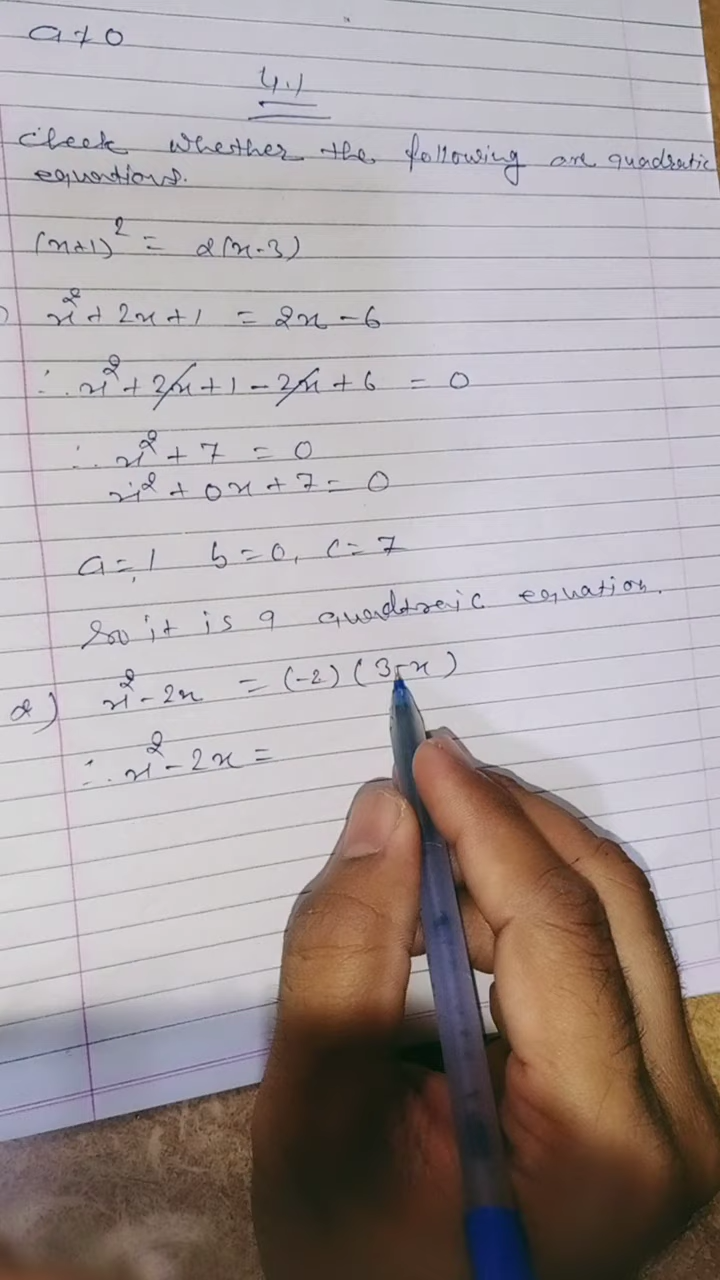 a ≠ 0
4.1
check whether the following are quadratic
equations.
(x+1)² = 2(x-3)
x² + 2x + 1 = 2x - 6
∴ x² + 2x + 1 - 2x + 6 = 0
∴ x² + 7 = 0
x² + 0x + 7 = 0
a = 1 b = 0, c = 7
So it is a quadtraic equation.
2) x² - 2x = (-2) (3-x)
∴ x² - 2x =